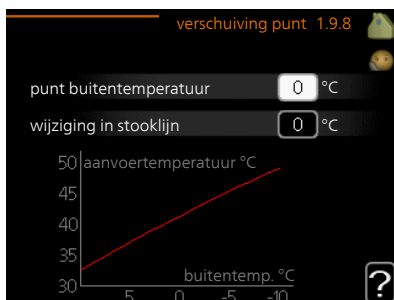 verschuiving punt 1.9.8
punt buitentemperatuur 0 °C
wijziging in stooklijn 0 °C
50 aanvoertemperatuur °C
45
40
35
buitentemp. °C
30
5 0 -5 -10
?